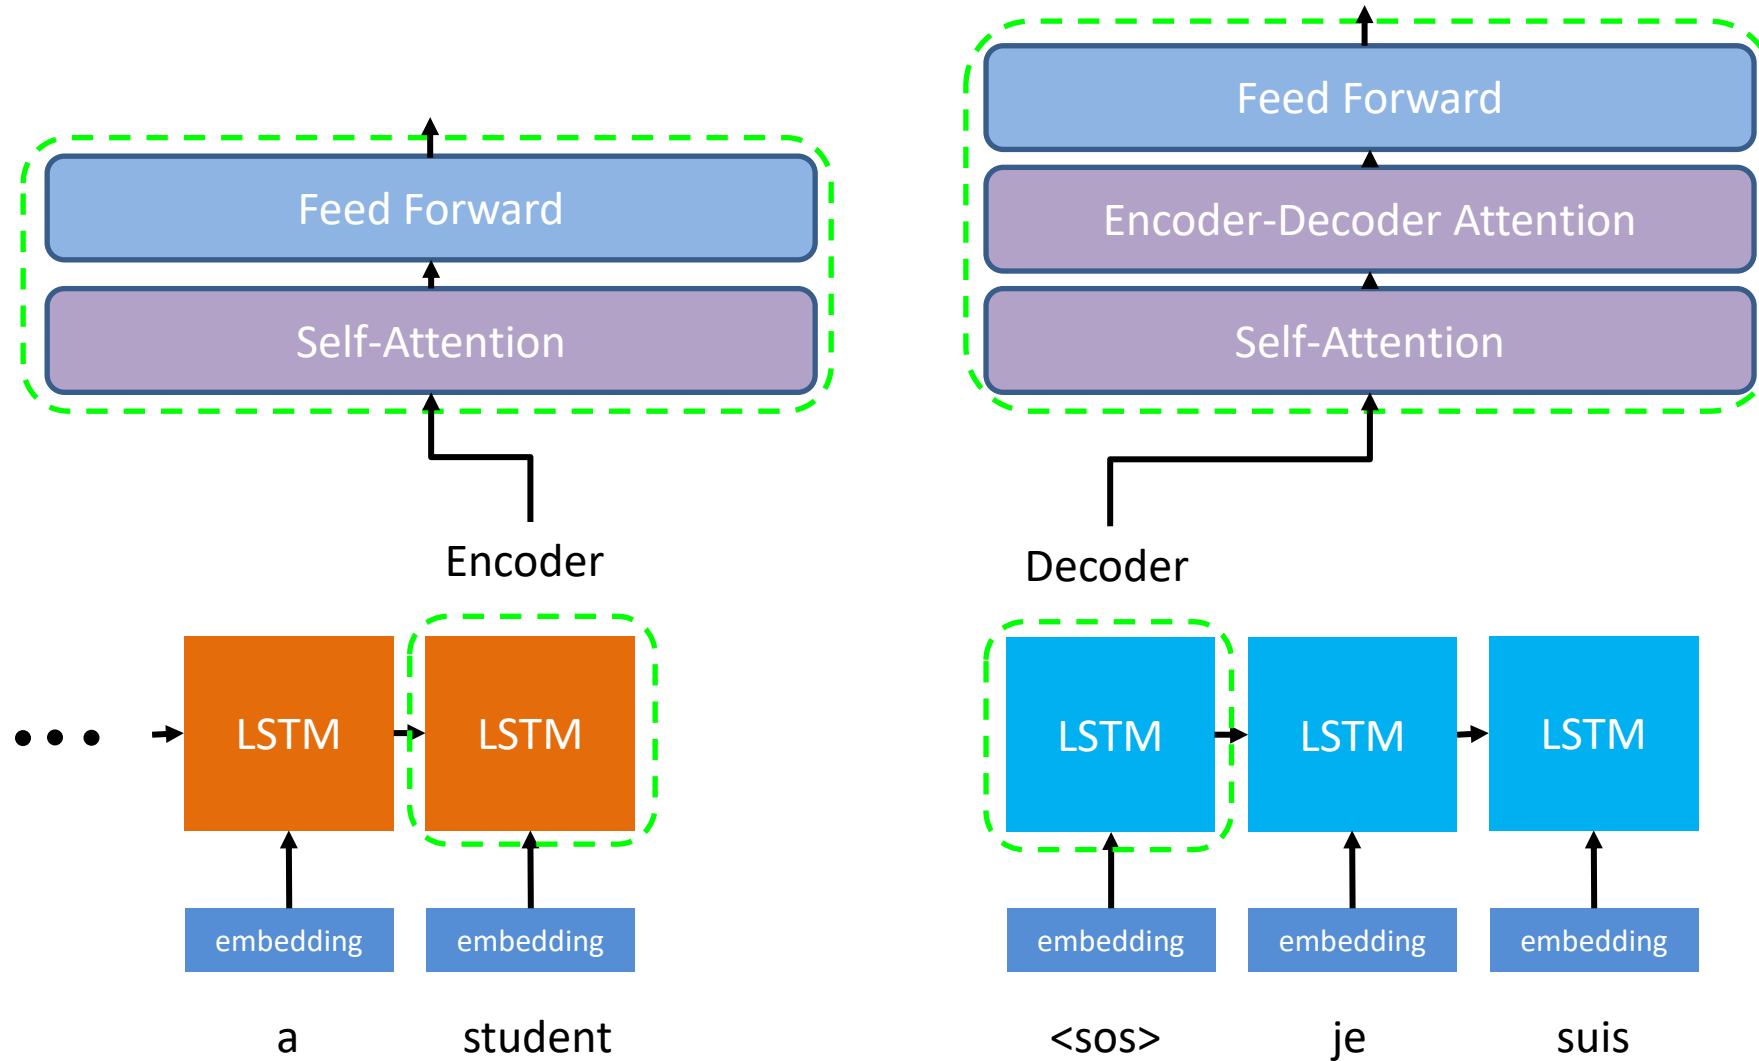 Feed Forward
Self-Attention
Encoder
LSTM
LSTM
embedding
embedding
a
student
Feed Forward
Encoder-Decoder Attention
Self-Attention
Decoder
LSTM
LSTM
LSTM
embedding
embedding
embedding
<sos>
je
suis